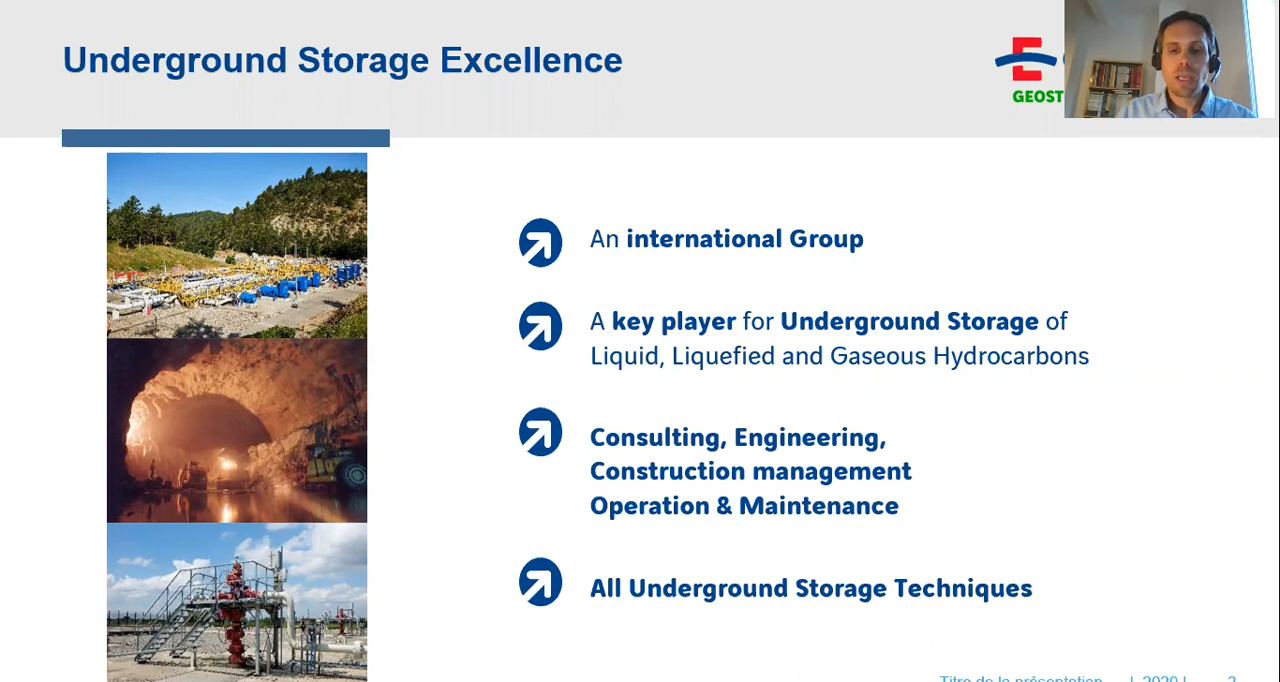 Underground Storage Excellence
GEOST
An international Group
A key player for Underground Storage of
Liquid, Liquefied and Gaseous Hydrocarbons
Consulting, Engineering,
Construction management
Operation & Maintenance
All Underground Storage Techniques
Titre de la présentation | 2020 | 2